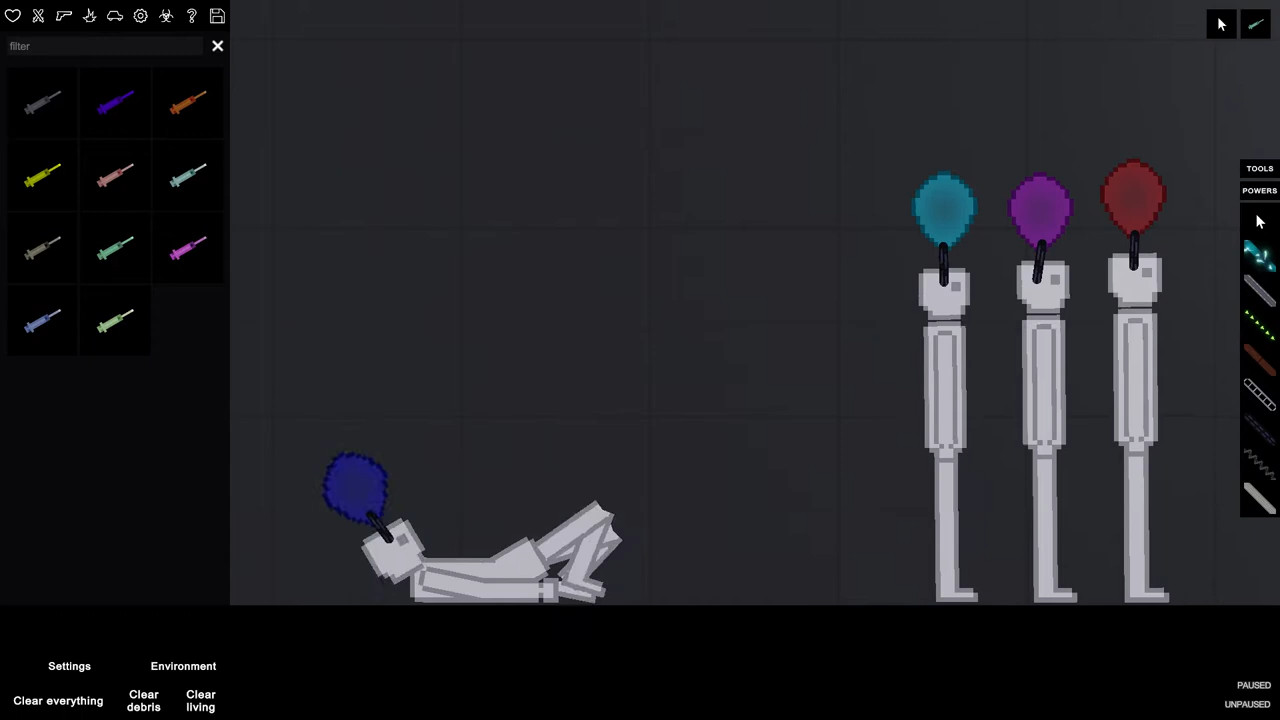 filter
TOOLS
POWERS
Settings
Environment
Clear everything
Clear
debris
Clear
living
PAUSED
UNPAUSED